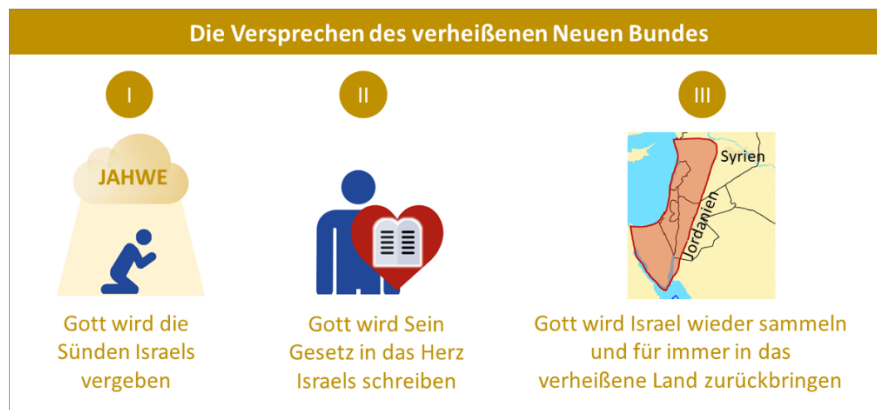 Die Versprechen des verheißenen Neuen Bundes
I
II
III
JAHWE
Syrien
Jordanien
Gott wird die
Sünden Israels
vergeben
Gott wird Sein
Gesetz in das Herz
Israels schreiben
Gott wird Israel wieder sammeln
und für immer in das
verheißene Land zurückbringen